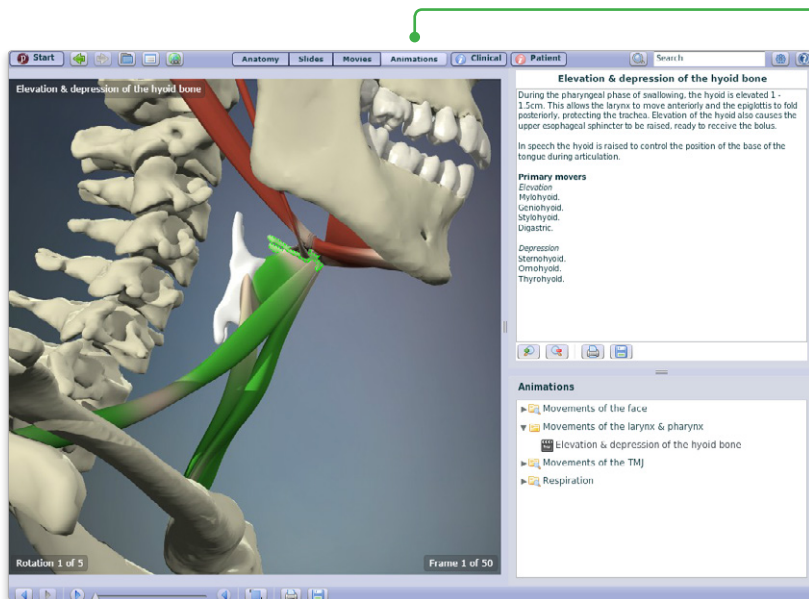 Start
Anatomy Slides Movies Animations Clinical Patient
Search
Elevation & depression of the hyoid bone
Elevation & depression of the hyoid bone
During the pharyngeal phase of swallowing, the hyoid is elevated 1 -
1.5cm. This allows the larynx to move anteriorly and the epiglottis to fold
posteriorly, protecting the trachea. Elevation of the hyoid also causes the
upper esophageal sphincter to be raised, ready to receive the bolus.
In speech the hyoid is raised to control the position of the base of the
tongue during articulation.
Primary movers
Elevation
Mylohyoid.
Geniohyoid.
Stylohyoid.
Digastric.
Depression
Sternohyoid.
Omohyoid.
Thyrohyoid.
Animations
Movements of the face
Movements of the larynx & pharynx
Elevation & depression of the hyoid bone
Movements of the TMJ
Respiration
Rotation 1 of 5
Frame 1 of 50